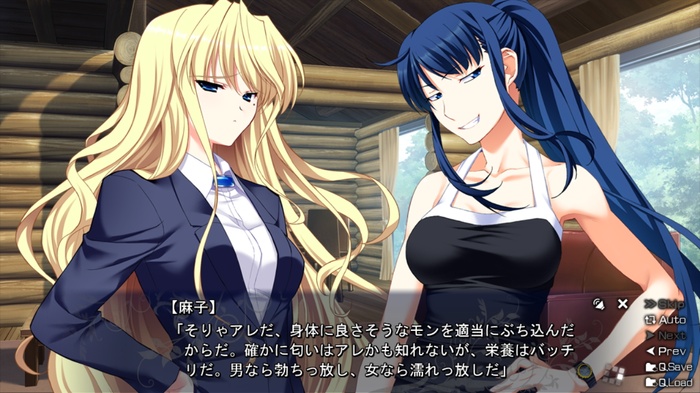 【麻子】
「そりゃアレだ、身体に良さそうなモンを適当にぶち込んだ
からだ。確かに匂いはアレかも知れないが、栄養はバッチ
リだ。男なら勃ちっ放し、女なら濡れっ放しだ」
Skip
Auto
Next
Prev
Q.Save
Q.Load